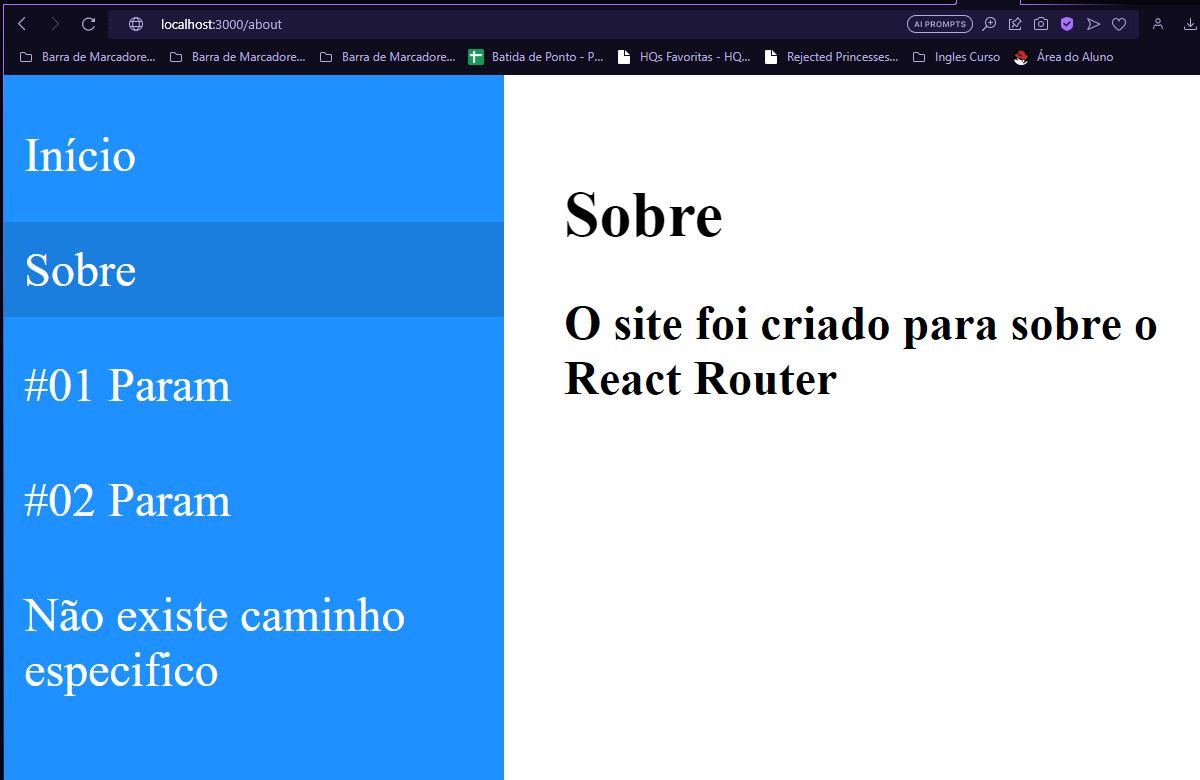 localhost:3000/about
AI PROMPTS
Barra de Marcadore... Barra de Marcadore... Barra de Marcadore... Batida de Ponto - P... HQs Favoritas - HQ... Rejected Princesses... Ingles Curso Área do Aluno
Início
Sobre
#01 Param
#02 Param
Não existe caminho
especifico
Sobre
O site foi criado para sobre o
React Router